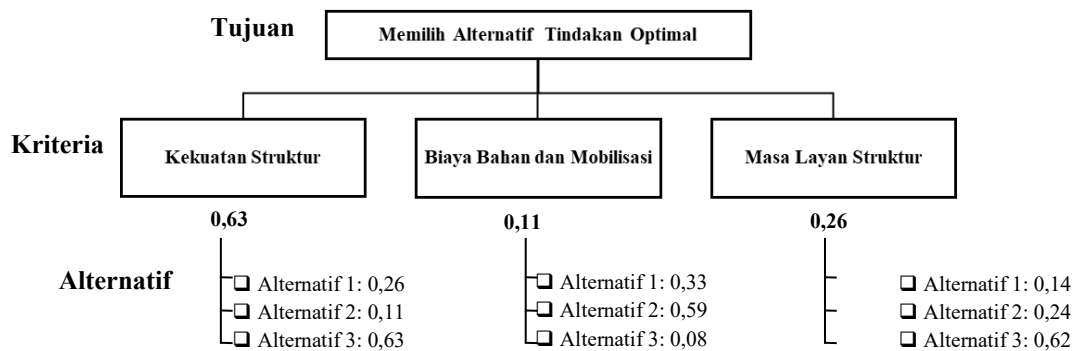 Tujuan
Memilih Alternatif Tindakan Optimal
Kriteria
Kekuatan Struktur
Biaya Bahan dan Mobilisasi
Masa Layan Struktur
0,63
0,11
0,26
Alternatif
Alternatif 1: 0,26
Alternatif 2: 0,11
Alternatif 3: 0,63
Alternatif 1: 0,33
Alternatif 2: 0,59
Alternatif 3: 0,08
Alternatif 1: 0,14
Alternatif 2: 0,24
Alternatif 3: 0,62